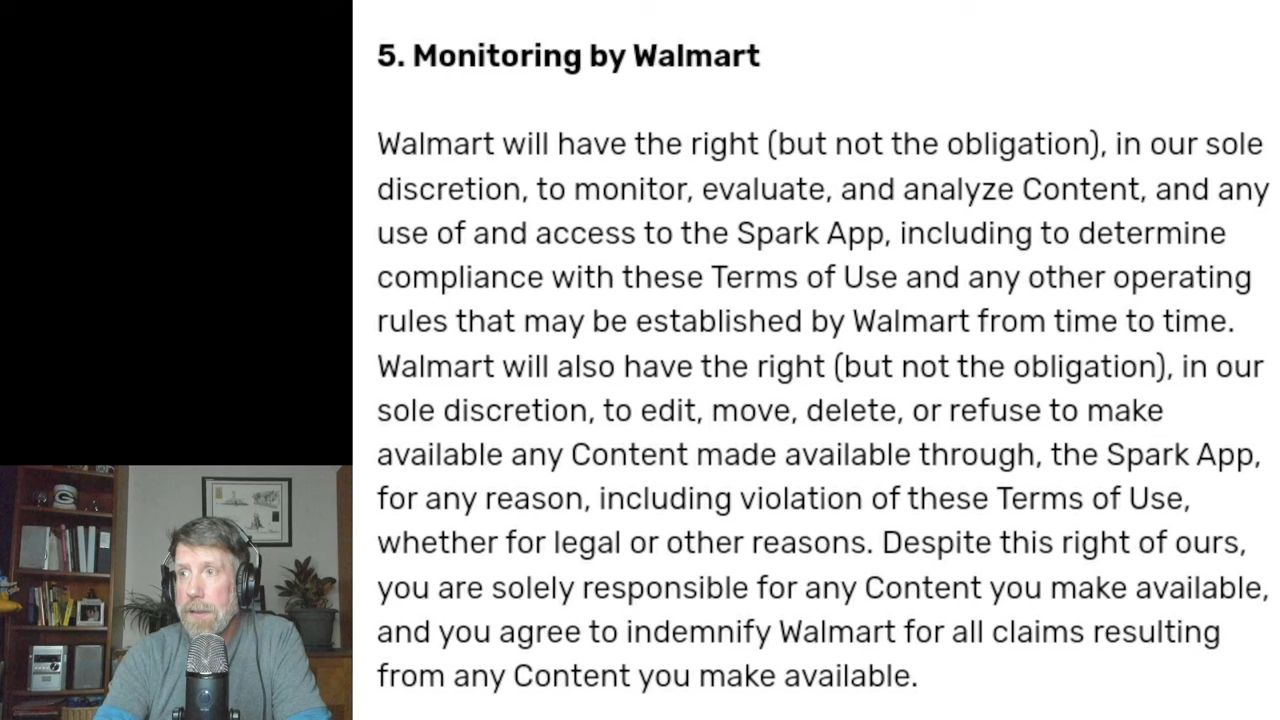 5. Monitoring by Walmart
Walmart will have the right (but not the obligation), in our sole
discretion, to monitor, evaluate, and analyze Content, and any
use of and access to the Spark App, including to determine
compliance with these Terms of Use and any other operating
rules that may be established by Walmart from time to time.
Walmart will also have the right (but not the obligation), in our
sole discretion, to edit, move, delete, or refuse to make
available any Content made available through, the Spark App,
for any reason, including violation of these Terms of Use,
whether for legal or other reasons. Despite this right of ours,
you are solely responsible for any Content you make available,
and you agree to indemnify Walmart for all claims resulting
from any Content you make available.